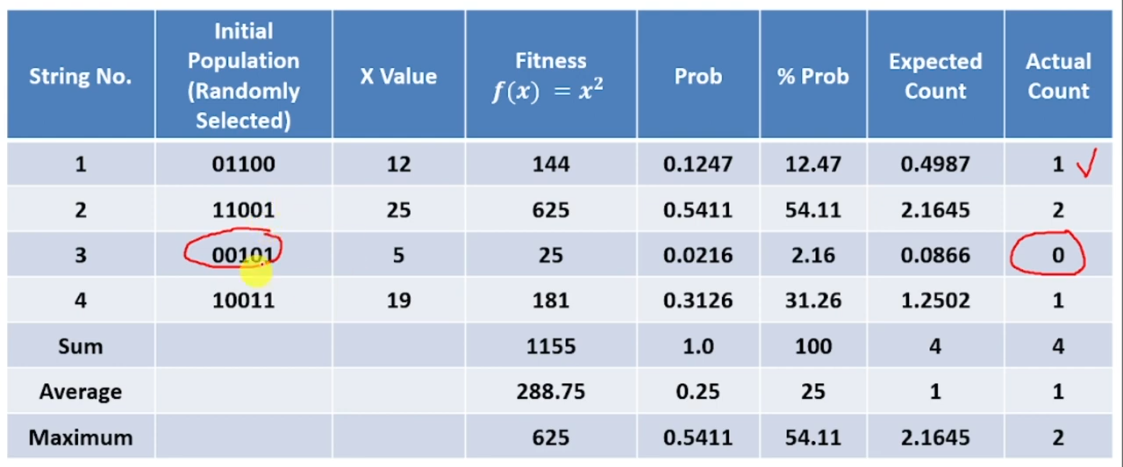 String No. Initial Population (Randomly Selected) X Value Fitness f(x) = x² Prob % Prob Expected Count Actual Count
1 01100 12 144 0.1247 12.47 0.4987 1 ✓
2 11001 25 625 0.5411 54.11 2.1645 2
3 00101 5 25 0.0216 2.16 0.0866 0
4 10011 19 181 0.3126 31.26 1.2502 1
Sum 1155 1.0 100 4 4
Average 288.75 0.25 25 1 1
Maximum 625 0.5411 54.11 2.1645 2